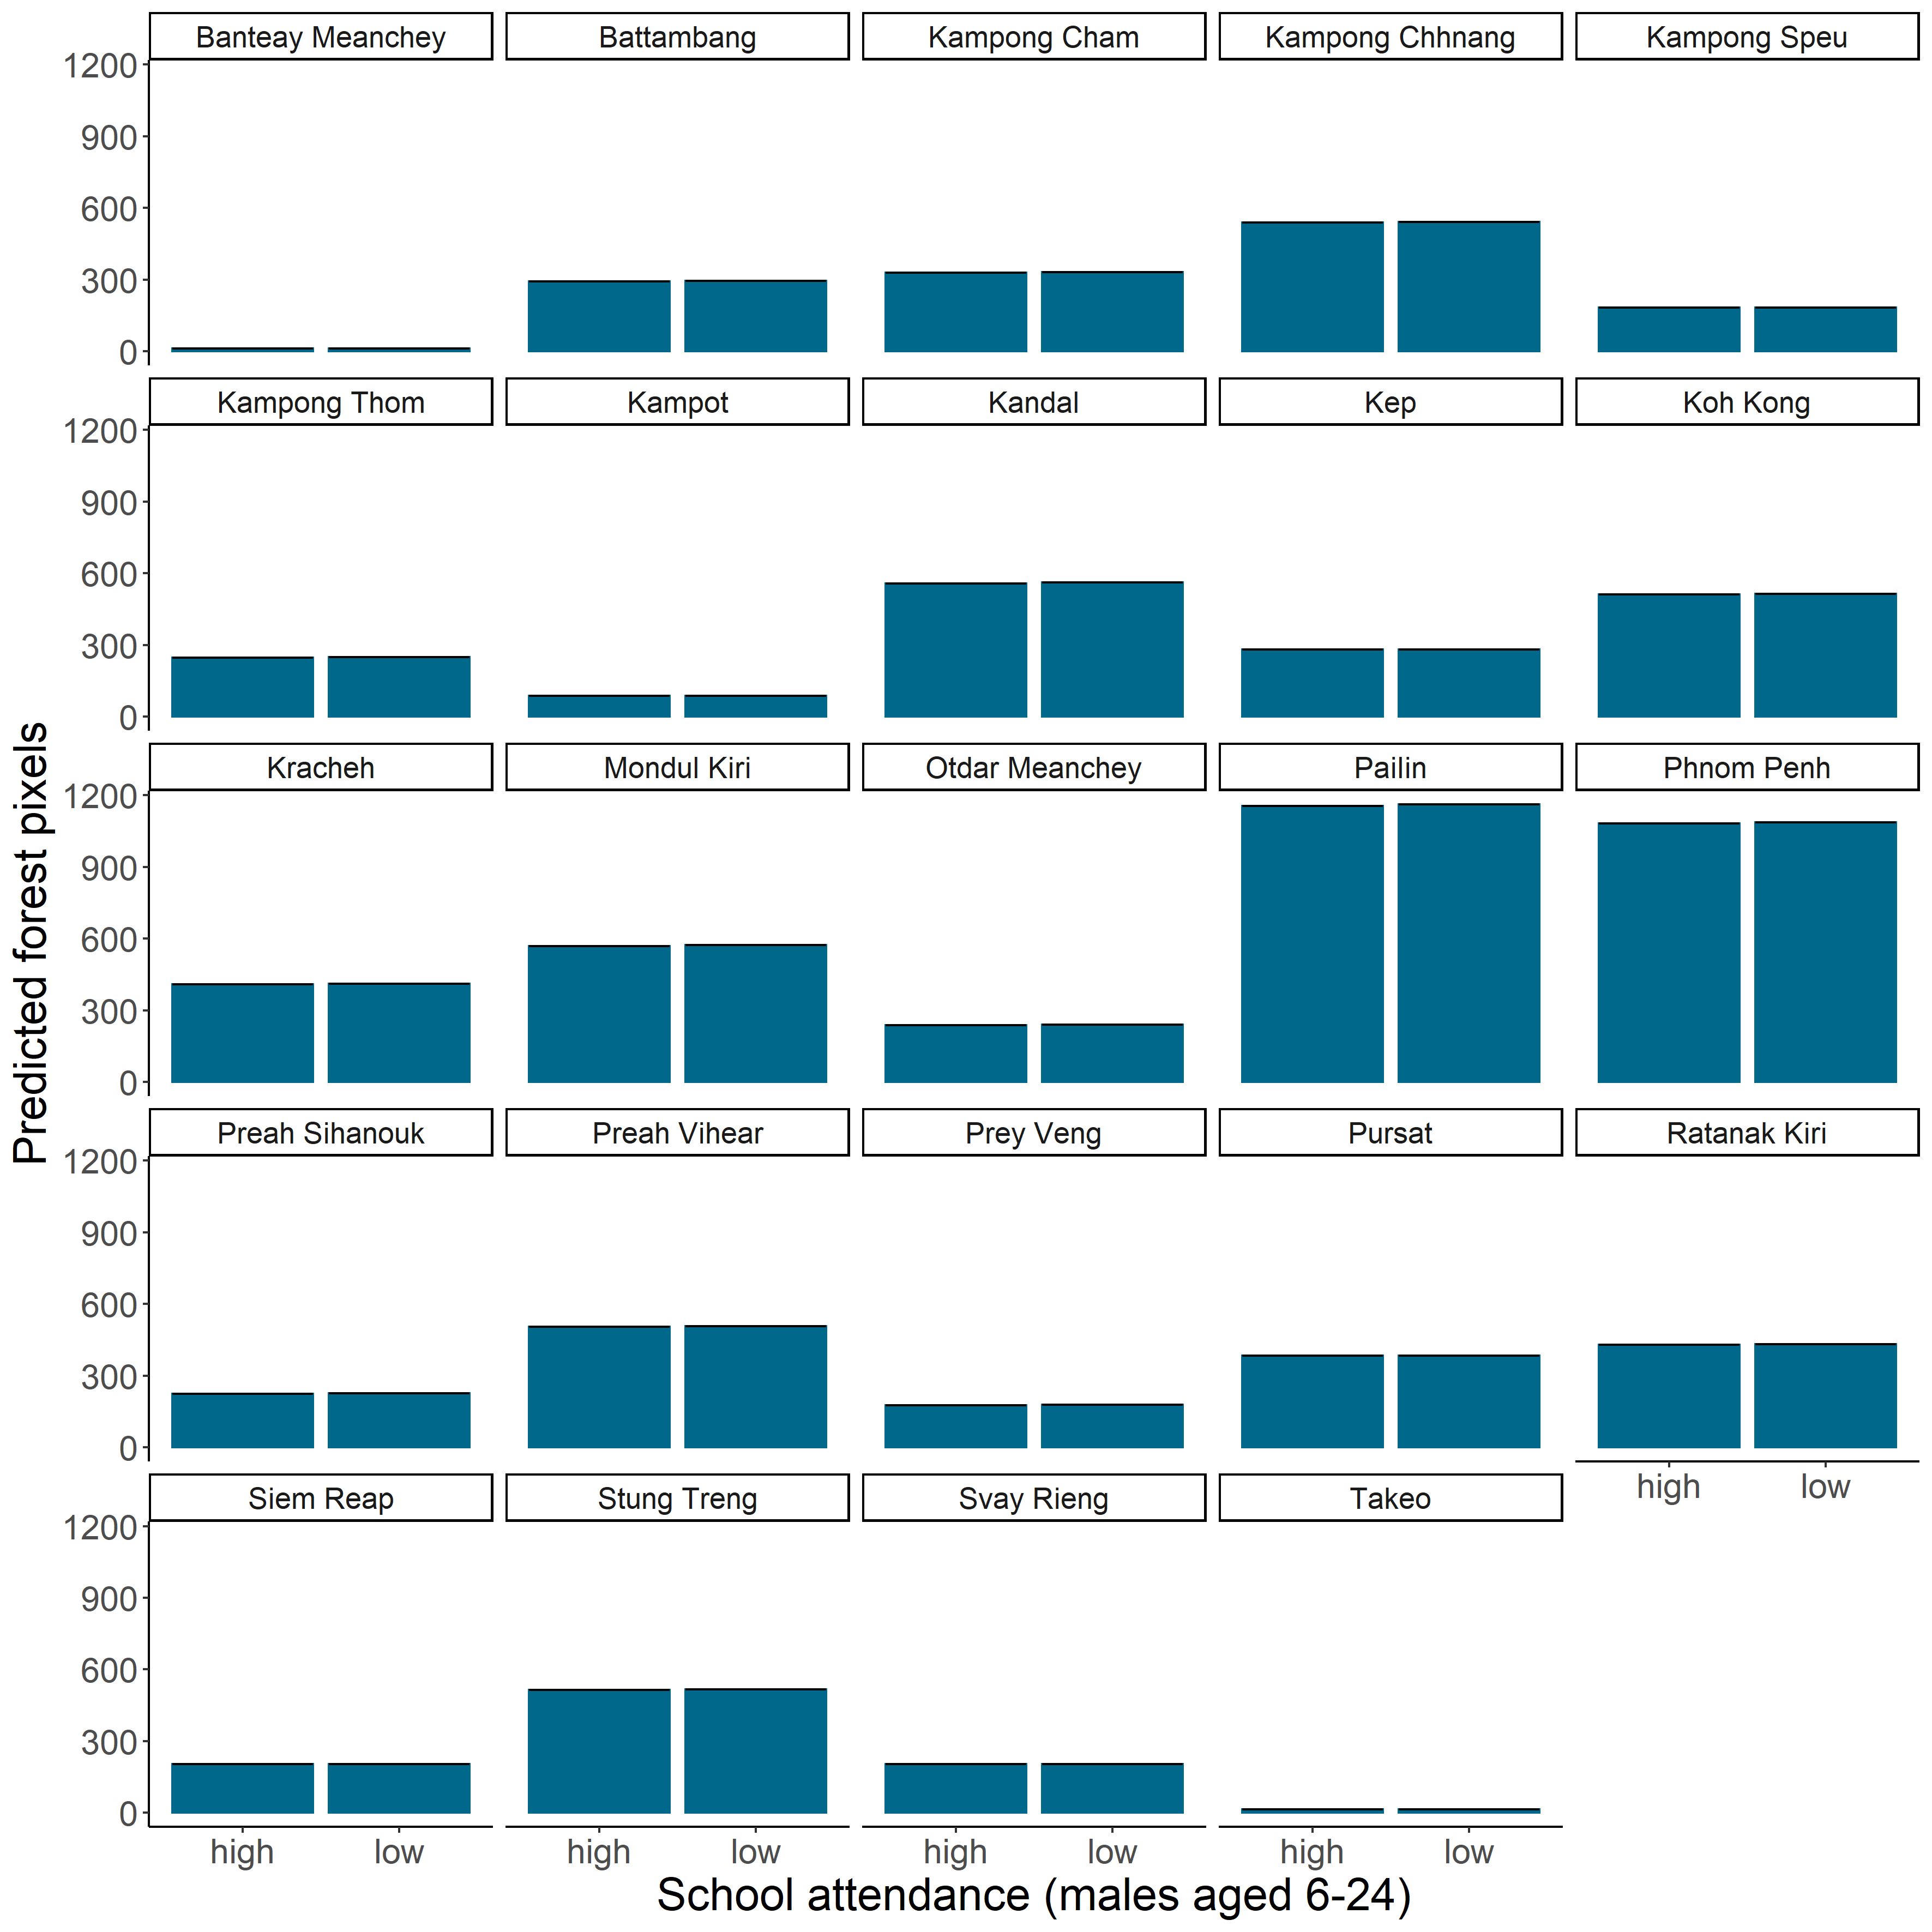 Banteay Meanchey Battambang Kampong Cham Kampong Chhnang Kampong Speu
1200
900
600
300
0
Kampong Thom Kampot Kandal Kep Koh Kong
1200
900
600
300
0
Kracheh Mondul Kiri Otdar Meanchey Pailin Phnom Penh
1200
900
600
300
0
Preah Sihanouk Preah Vihear Prey Veng Pursat Ratanak Kiri
1200
900
600
300
0
high low
Siem Reap Stung Treng Svay Rieng Takeo
1200
900
600
300
0
high low high low high low high low
School attendance (males aged 6-24)
Predicted forest pixels